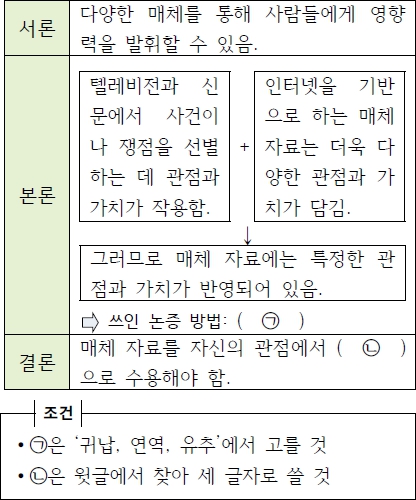 서론
다양한 매체를 통해 사람들에게 영향
력을 발휘할 수 있음.
본론
텔레비전과 신
문에서 사건이
나 쟁점을 선별
하는 데 관점과
가치가 작용함.
+
인터넷을 기반
으로 하는 매체
자료는 더욱 다
양한 관점과 가
치가 담김.
↓
그러므로 매체 자료에는 특정한 관
점과 가치가 반영되어 있음.
⇨ 쓰인 논증 방법: ( ㉠ )
결론
매체 자료를 자신의 관점에서 ( ㉡ )
으로 수용해야 함.
조건
• ㉠은 ‘귀납, 연역, 유추’에서 고를 것
• ㉡은 윗글에서 찾아 세 글자로 쓸 것